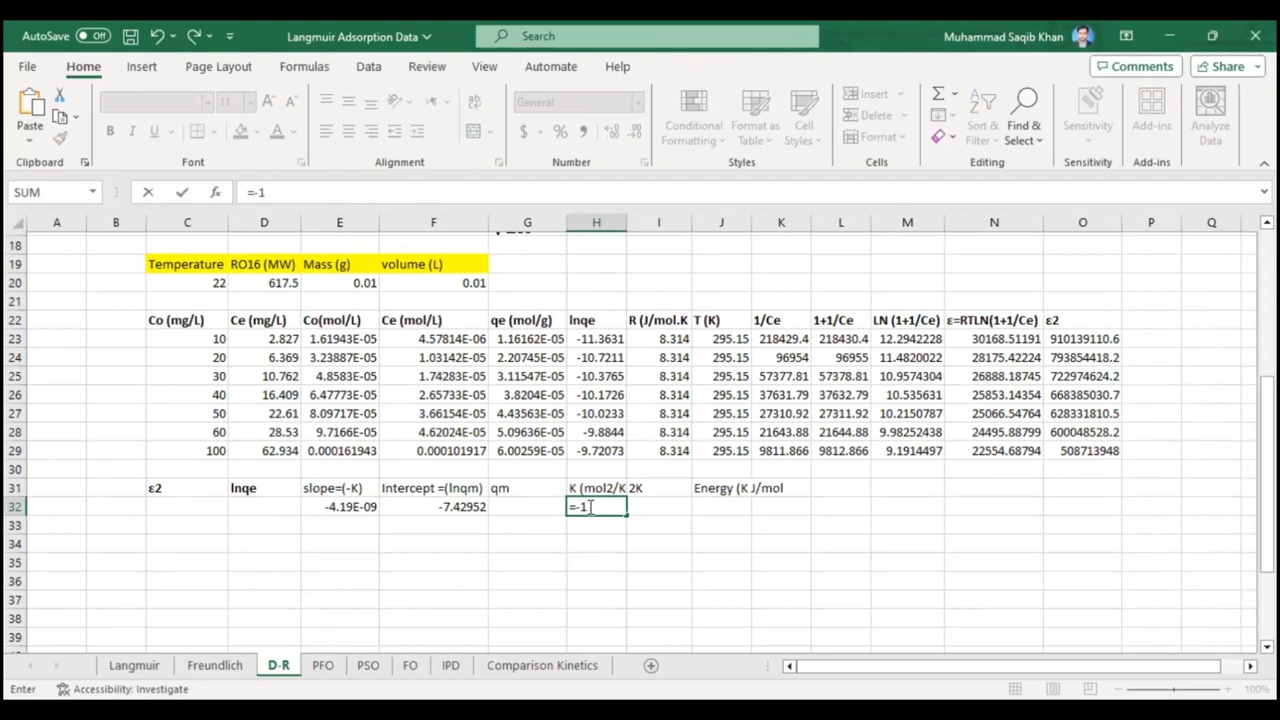 AutoSave Off Langmuir Adsorption Data Search Muhammad Saqib Khan
File Home Insert Page Layout Formulas Data Review View Automate Help Comments Share
Paste 11 General Conditional Formatting Format as Table Cell Styles Insert Delete Format Sort & Filter Find & Select Sensitivity Add-ins Analyze Data
Clipboard Font Alignment Number Styles Cells Editing Sensitivity Add-ins
SUM =-1
A B C D E F G H I J K L M N O P Q
18
19 Temperature RO16 (MW) Mass (g) volume (L)
20 22 617.5 0.01 0.01
21
22 Co (mg/L) Ce (mg/L) Co(mol/L) Ce (mol/L) qe (mol/g) lnqe R (J/mol.K T (K) 1/Ce 1+1/Ce LN (1+1/Ce) ε=RTLN(1+1/Ce) ε2
23 10 2.827 1.61943E-05 4.57814E-06 1.16162E-05 -11.3631 8.314 295.15 218429.4 218430.4 12.2942228 30168.51191 910139110.6
24 20 6.369 3.23887E-05 1.03142E-05 2.20745E-05 -10.7211 8.314 295.15 96954 96955 11.4820022 28175.42224 793854418.2
25 30 10.762 4.8583E-05 1.74283E-05 3.11547E-05 -10.3765 8.314 295.15 57377.81 57378.81 10.9574304 26888.18745 722974624.2
26 40 16.409 6.47773E-05 2.65733E-05 3.8204E-05 -10.1726 8.314 295.15 37631.79 37632.79 10.535631 25853.14354 668385030.7
27 50 22.61 8.09717E-05 3.66154E-05 4.43563E-05 -10.0233 8.314 295.15 27310.92 27311.92 10.2150787 25066.54764 628331810.5
28 60 28.53 9.7166E-05 4.62024E-05 5.09636E-05 -9.8844 8.314 295.15 21643.88 21644.88 9.98252438 24495.88799 600048528.2
29 100 62.934 0.000161943 0.000101917 6.00259E-05 -9.72073 8.314 295.15 9811.866 9812.866 9.1914497 22554.68794 508713948
30
31 ε2 lnqe slope=(-K) Intercept =(lnqm) qm K (mol2/K 2K Energy (K J/mol
32 -4.19E-09 -7.42952 =-1
33
34
35
36
37
38
39
Langmuir Freundlich D-R PFO PSO FO IPD Comparison Kinetics
Enter Accessibility: Investigate 100%